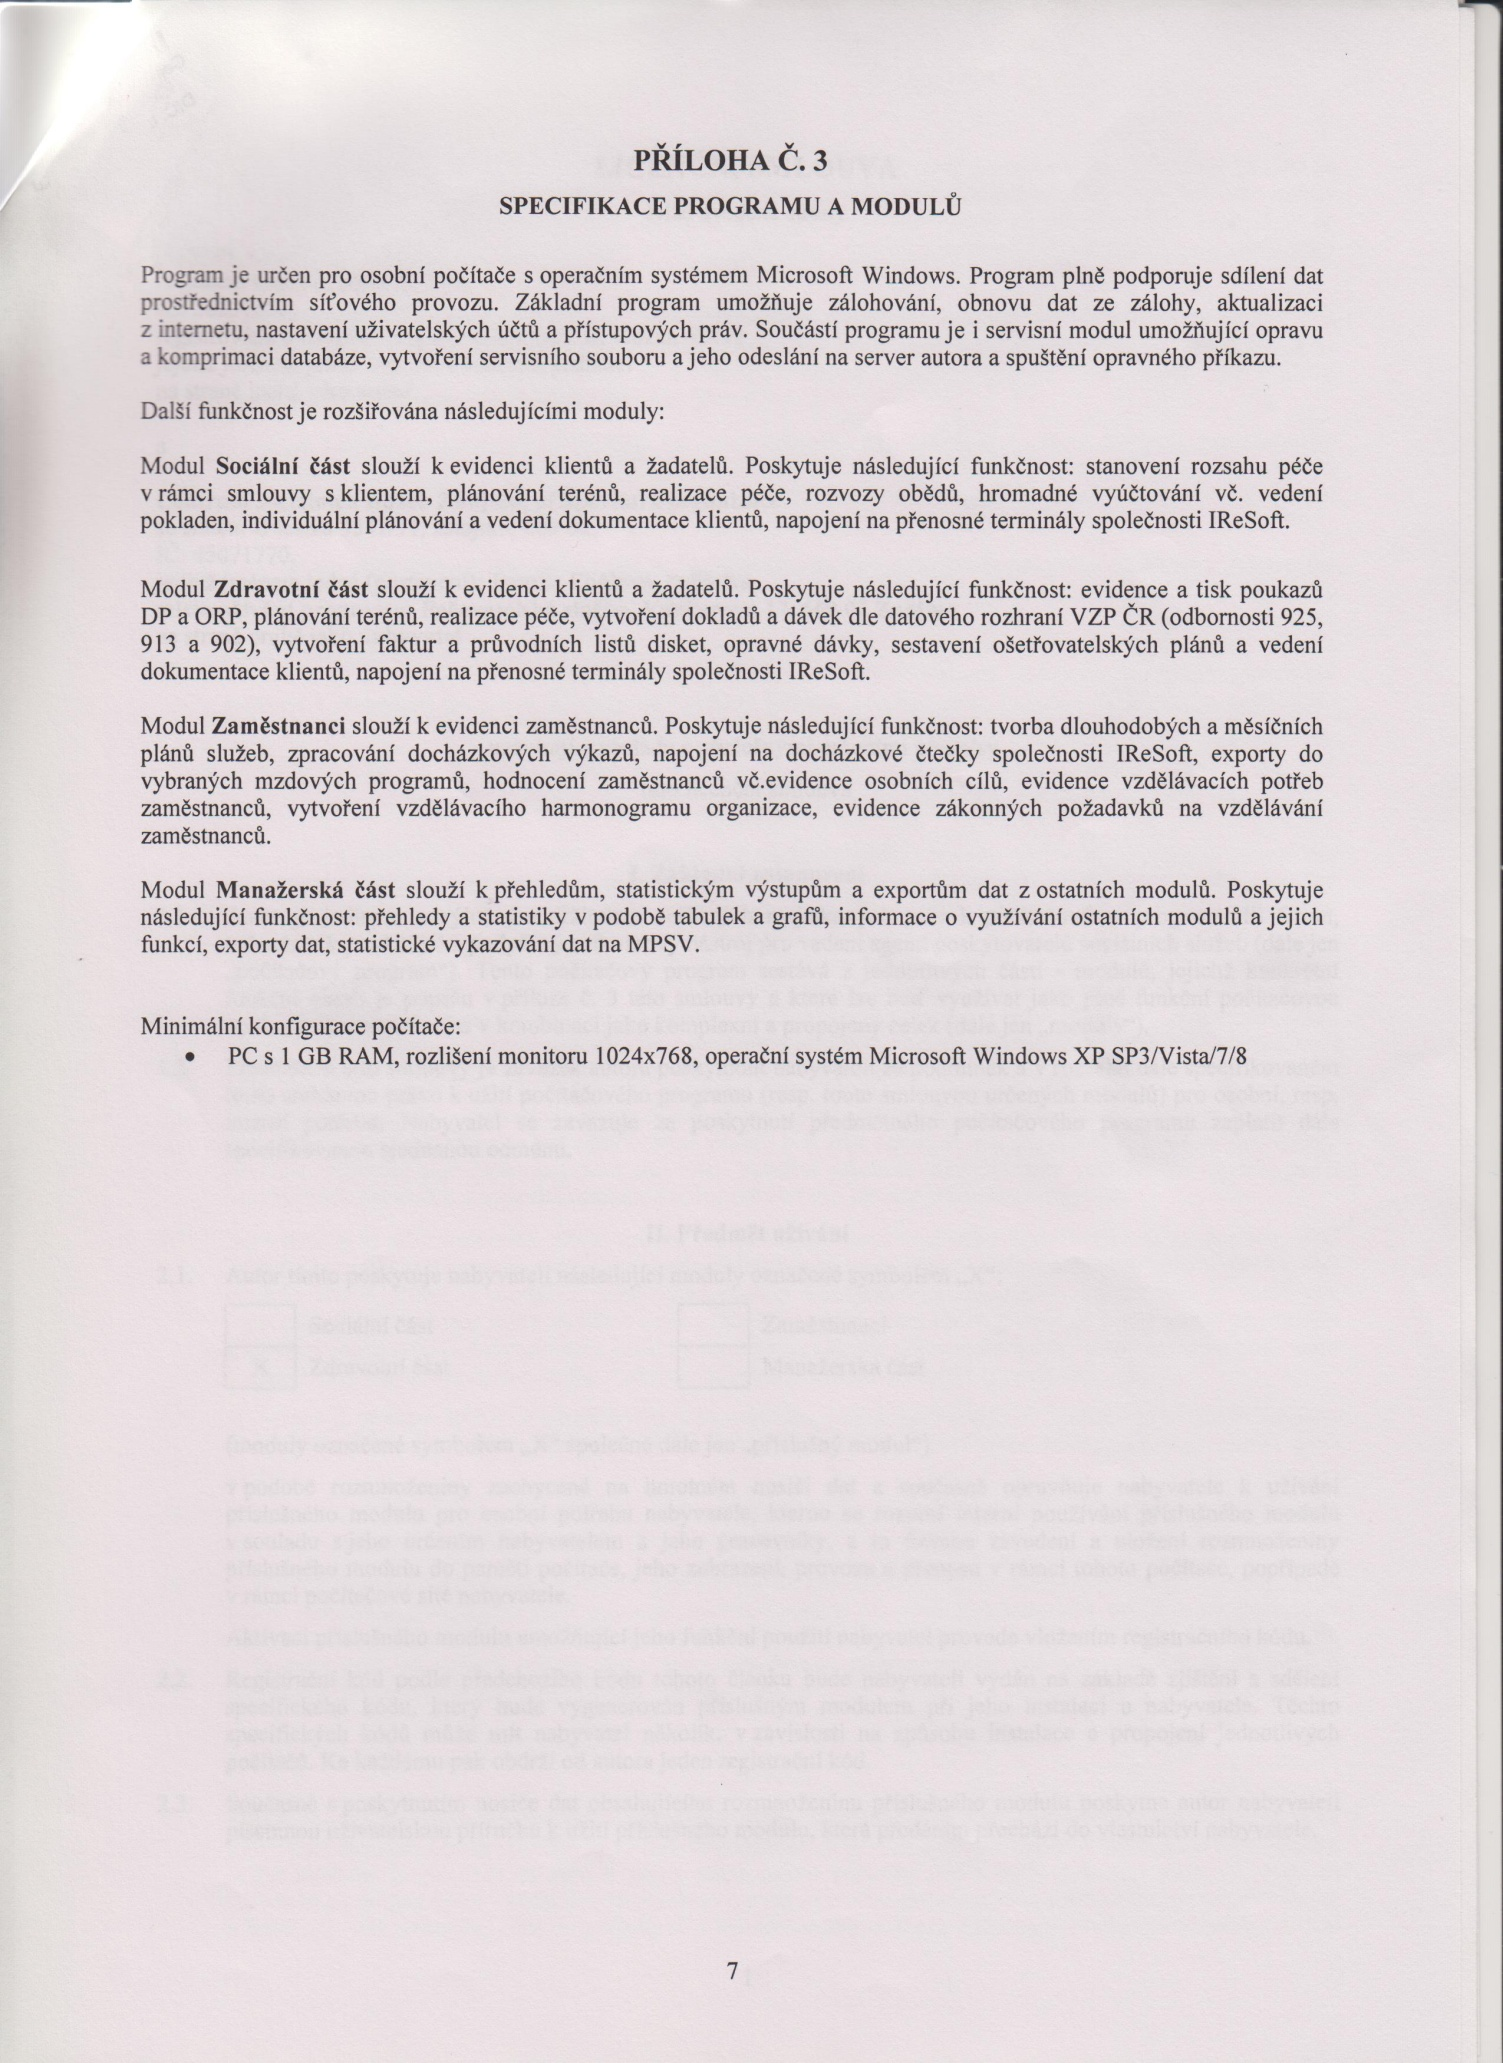 PŘÍLOHA Č. 3
SPECIFIKACE PROGRAMU A MODULŮ
Program je určen pro osobní počítače s operačním systémem Microsoft Windows. Program plně podporuje sdílení dat
prostřednictvím síťového provozu. Základní program umožňuje zálohování, obnovu dat ze zálohy, aktualizaci
z internetu, nastavení uživatelských účtů a přístupových práv. Součástí programu je i servisní modul umožňující opravu
a komprimaci databáze, vytvoření servisního souboru a jeho odeslání na server autora a spuštění opravného příkazu.
Další funkčnost je rozšiřována následujícími moduly:
Modul Sociální část slouží k evidenci klientů a žadatelů. Poskytuje následující funkčnost: stanovení rozsahu péče
v rámci smlouvy s klientem, plánování terénů, realizace péče, rozvozy obědů, hromadné vyúčtování vč. vedení
pokladen, individuální plánování a vedení dokumentace klientů, napojení na přenosné terminály společnosti IReSoft.
Modul Zdravotní část slouží k evidenci klientů a žadatelů. Poskytuje následující funkčnost: evidence a tisk poukazů
DP a ORP, plánování terénů, realizace péče, vytvoření dokladů a dávek dle datového rozhraní VZP ČR (odbornosti 925,
913 a 902), vytvoření faktur a průvodních listů disket, opravné dávky, sestavení ošetřovatelských plánů a vedení
dokumentace klientů, napojení na přenosné terminály společnosti IReSoft.
Modul Zaměstnanci slouží k evidenci zaměstnanců. Poskytuje následující funkčnost: tvorba dlouhodobých a měsíčních
plánů služeb, zpracování docházkových výkazů, napojení na docházkové čtečky společnosti IReSoft, exporty do
vybraných mzdových programů, hodnocení zaměstnanců vč.evidence osobních cílů, evidence vzdělávacích potřeb
zaměstnanců, vytvoření vzdělávacího harmonogramu organizace, evidence zákonných požadavků na vzdělávání
zaměstnanců.
Modul Manažerská část slouží k přehledům, statistickým výstupům a exportům dat z ostatních modulů. Poskytuje
následující funkčnost: přehledy a statistiky v podobě tabulek a grafů, informace o využívání ostatních modulů a jejich
funkcí, exporty dat, statistické vykazování dat na MPSV.
Minimální konfigurace počítače:
• PC s 1 GB RAM, rozlišení monitoru 1024x768, operační systém Microsoft Windows XP SP3/Vista/7/8
7